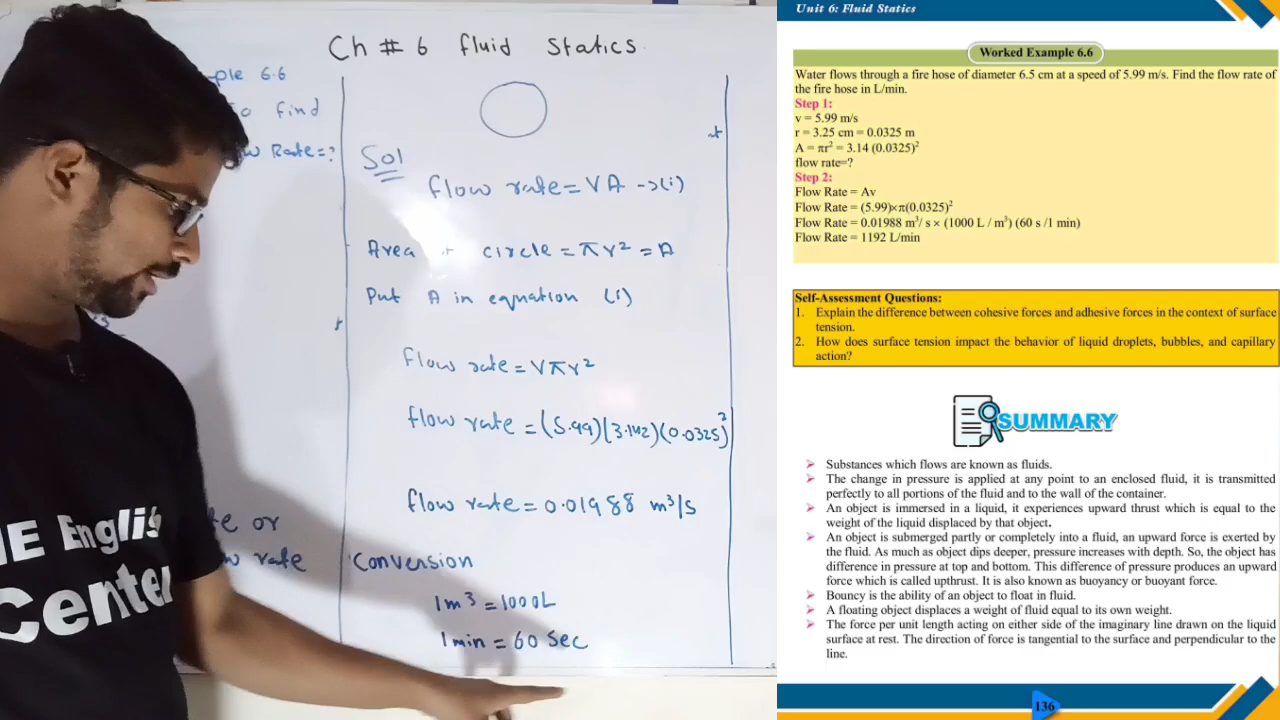 Ch # 6 fluid statics
ple 6.6
o find
w Rate=?
Sol
flow rate = VA →(i)
Area circle = πr² = A
Put A in equation (i)
flow rate = Vπr²
flow rate = (5.99)(3.142)(0.0325)²
flow rate = 0.01988 m³/s
te or
w rate
Conversion
1m³ = 1000L
1min = 60 Sec
HE English
Center
Unit 6: Fluid Statics
Worked Example 6.6
Water flows through a fire hose of diameter 6.5 cm at a speed of 5.99 m/s. Find the flow rate of
the fire hose in L/min.
Step 1:
v = 5.99 m/s
r = 3.25 cm = 0.0325 m
A = πr² = 3.14 (0.0325)²
flow rate=?
Step 2:
Flow Rate = Av
Flow Rate = (5.99)×π(0.0325)²
Flow Rate = 0.01988 m³/ s × (1000 L / m³) (60 s /1 min)
Flow Rate = 1192 L/min
Self-Assessment Questions:
1. Explain the difference between cohesive forces and adhesive forces in the context of surface
tension.
2. How does surface tension impact the behavior of liquid droplets, bubbles, and capillary
action?
SUMMARY
Substances which flows are known as fluids.
The change in pressure is applied at any point to an enclosed fluid, it is transmitted
perfectly to all portions of the fluid and to the wall of the container.
An object is immersed in a liquid, it experiences upward thrust which is equal to the
weight of the liquid displaced by that object.
An object is submerged partly or completely into a fluid, an upward force is exerted by
the fluid. As much as object dips deeper, pressure increases with depth. So, the object has
difference in pressure at top and bottom. This difference of pressure produces an upward
force which is called upthrust. It is also known as buoyancy or buoyant force.
Bouncy is the ability of an object to float in fluid.
A floating object displaces a weight of fluid equal to its own weight.
The force per unit length acting on either side of the imaginary line drawn on the liquid
surface at rest. The direction of force is tangential to the surface and perpendicular to the
line.
136